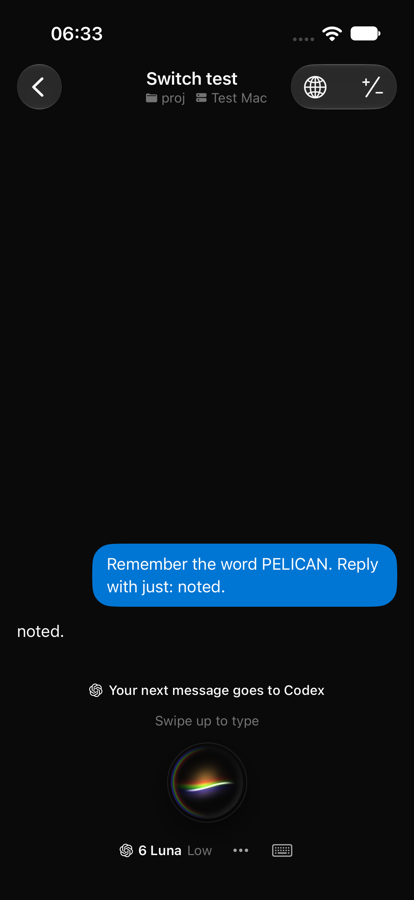 06:33
Switch test
proj Test Mac
Remember the word PELICAN. Reply
with just: noted.
noted.
Your next message goes to Codex
Swipe up to type
6 Luna Low